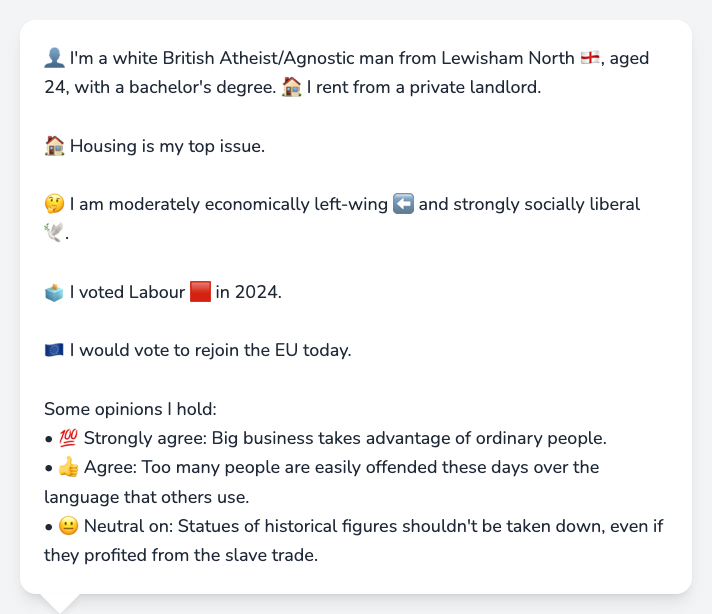 👤 I'm a white British Atheist/Agnostic man from Lewisham North 🏴󠁧󠁢󠁥󠁮󠁧󠁿, aged
24, with a bachelor's degree. 🏠 I rent from a private landlord.
🏠 Housing is my top issue.
🤔 I am moderately economically left-wing ⬅️ and strongly socially liberal
🕊️.
🗳️ I voted Labour 🟥 in 2024.
🇪🇺 I would vote to rejoin the EU today.
Some opinions I hold:
• 💯 Strongly agree: Big business takes advantage of ordinary people.
• 👍 Agree: Too many people are easily offended these days over the
language that others use.
• 😐 Neutral on: Statues of historical figures shouldn't be taken down, even if
they profited from the slave trade.